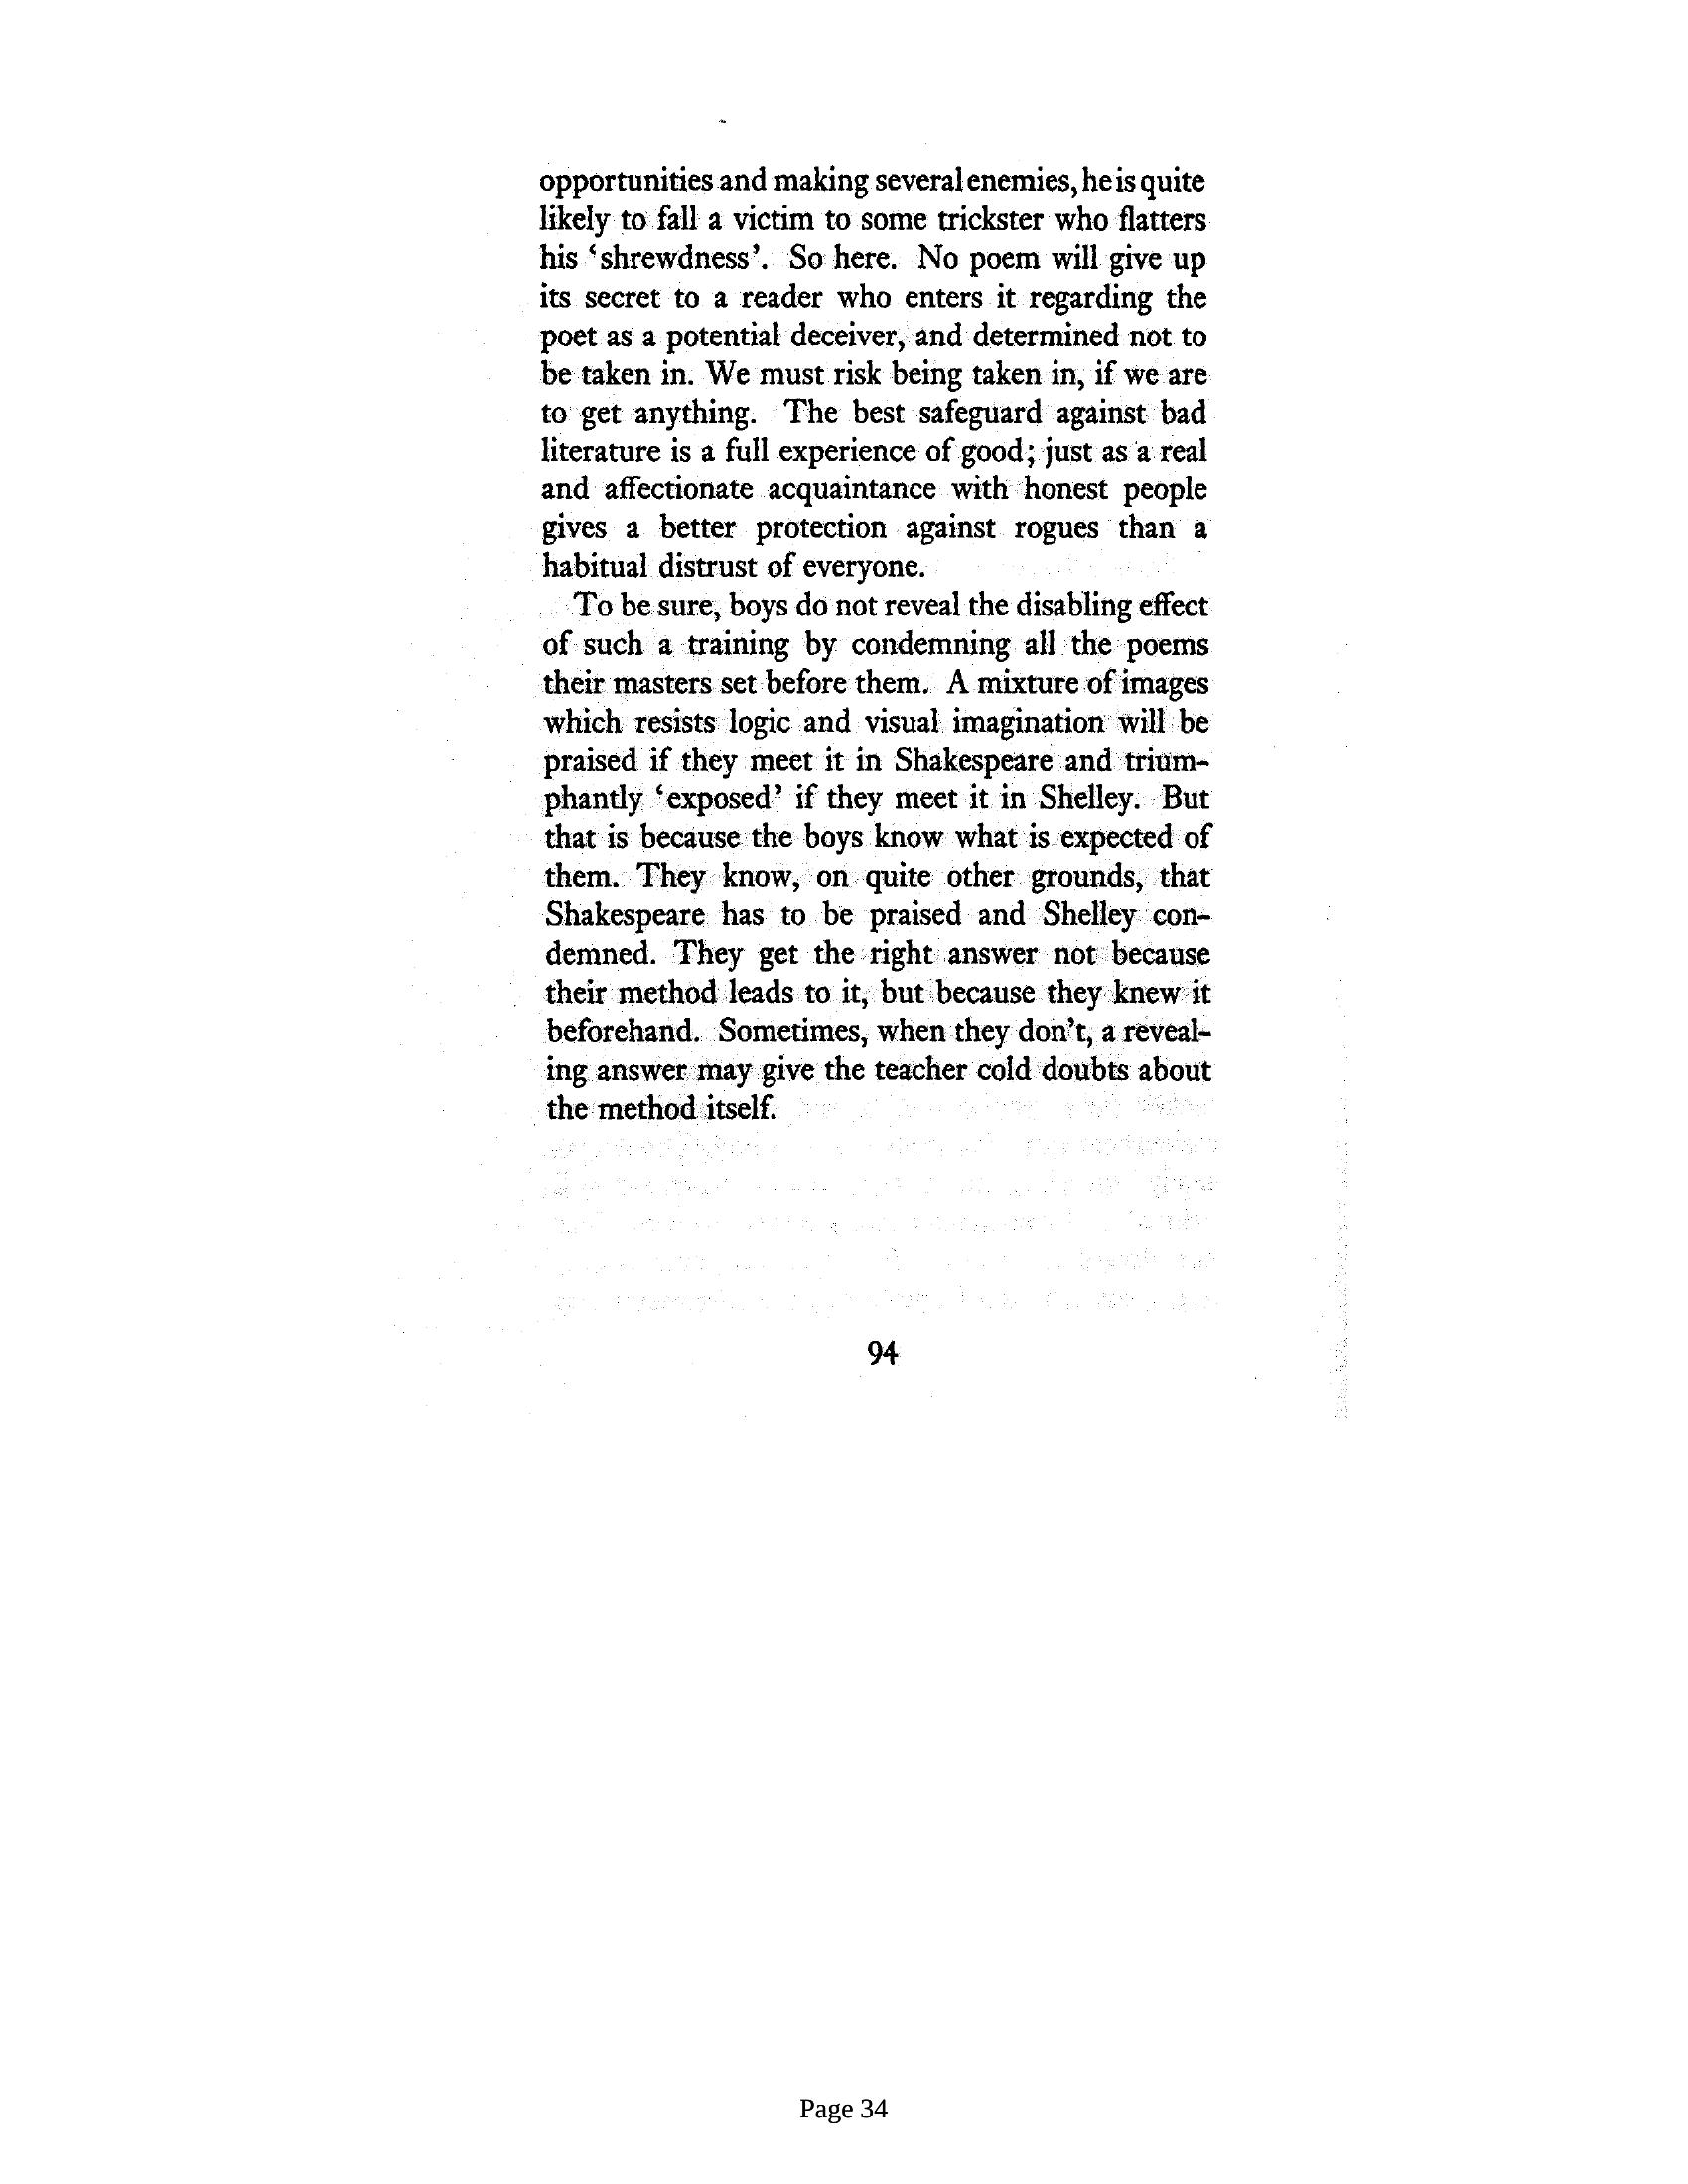 opportunities and making several enemies, he is quite
likely to fall a victim to some trickster who flatters
his ‘shrewdness’. So here. No poem will give up
its secret to a reader who enters it regarding the
poet as a potential deceiver, and determined not to
be taken in. We must risk being taken in, if we are
to get anything. The best safeguard against bad
literature is a full experience of good; just as a real
and affectionate acquaintance with honest people
gives a better protection against rogues than a
habitual distrust of everyone.
To be sure, boys do not reveal the disabling effect
of such a training by condemning all the poems
their masters set before them. A mixture of images
which resists logic and visual imagination will be
praised if they meet it in Shakespeare and trium-
phantly ‘exposed’ if they meet it in Shelley. But
that is because the boys know what is expected of
them. They know, on quite other grounds, that
Shakespeare has to be praised and Shelley con-
demned. They get the right answer not because
their method leads to it, but because they knew it
beforehand. Sometimes, when they don’t, a reveal-
ing answer may give the teacher cold doubts about
the method itself.
94
Page 34